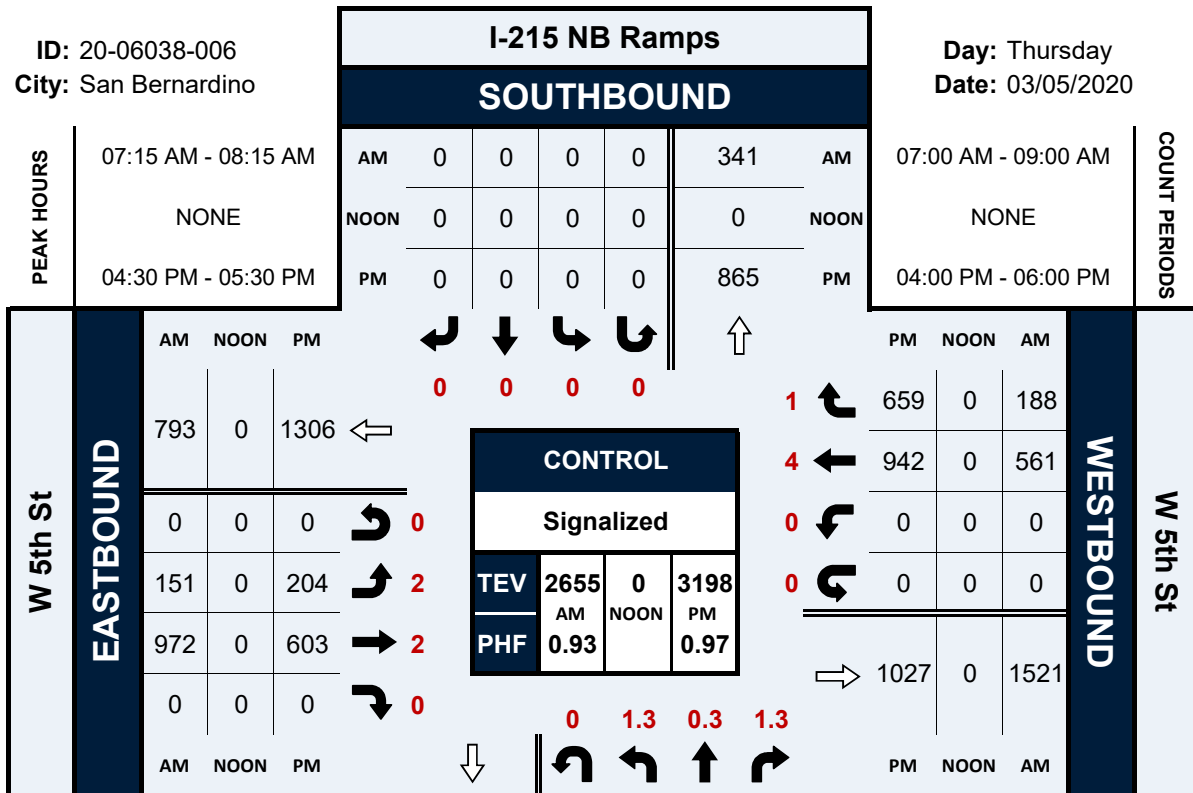 I-215 NB Ramps
ID: 20-06038-006
Day: Thursday
City: San Bernardino
Date: 03/05/2020
SOUTHBOUND
PEAK HOURS
07:15 AM - 08:15 AM
AM 0 0 0 0 341 AM
07:00 AM - 09:00 AM
COUNT PERIODS
NONE
NOON 0 0 0 0 0 NOON
NONE
04:30 PM - 05:30 PM
PM 0 0 0 0 865 PM
04:00 PM - 06:00 PM
W 5th St
EASTBOUND
AM NOON PM
PM NOON AM
0 0 0 0
793 0 1306
1 659 0 188
4 942 0 561
0 0 0 0
0 0 0 0
151 0 204 2
0 0 0 0
972 0 603 2
1027 0 1521
0 0 0 0
WESTBOUND
W 5th St
CONTROL
Signalized
TEV 2655 0 3198
AM NOON PM
PHF 0.93 0.97
0 1.3 0.3 1.3
AM NOON PM
PM NOON AM